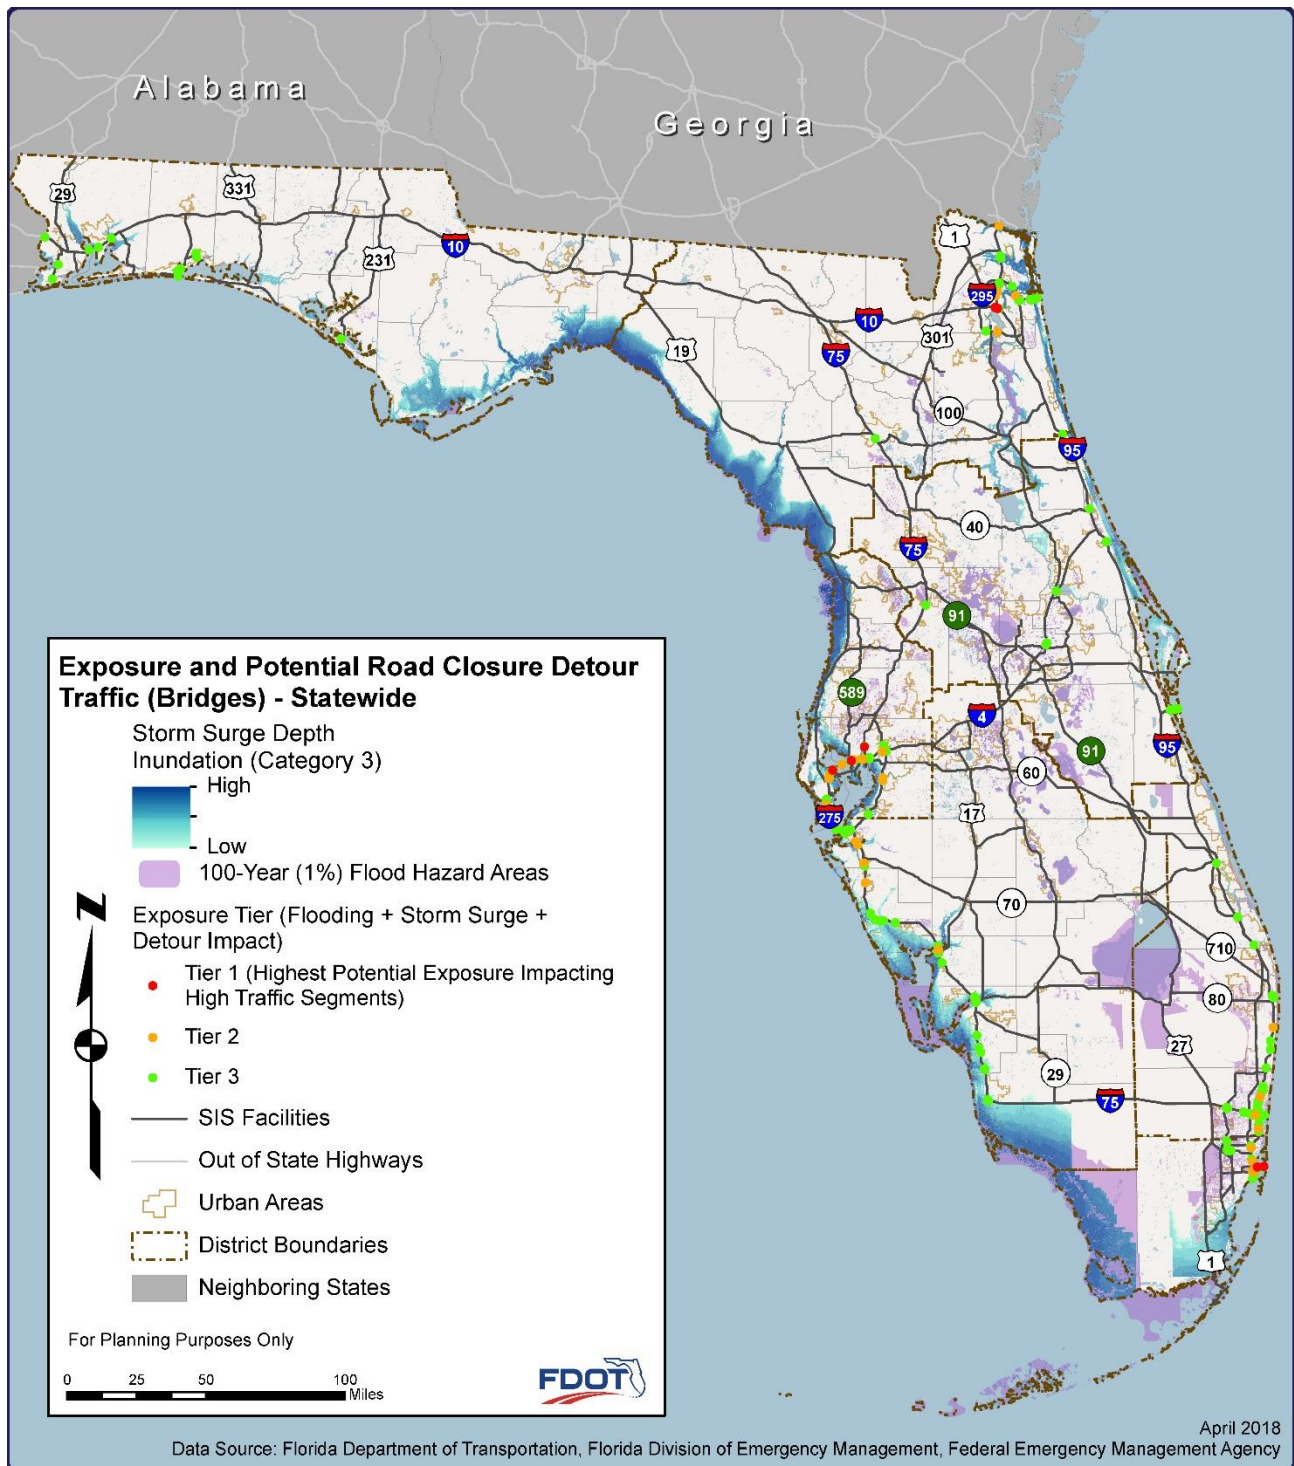 Alabama
Georgia
29
331
231
10
1
295
10
301
75
19
100
95
40
75
91
589
4
91
95
60
17
275
70
710
80
27
29
75
1
Exposure and Potential Road Closure Detour
Traffic (Bridges) - Statewide
Storm Surge Depth
Inundation (Category 3)
High
Low
100-Year (1%) Flood Hazard Areas
Exposure Tier (Flooding + Storm Surge +
Detour Impact)
Tier 1 (Highest Potential Exposure Impacting
High Traffic Segments)
Tier 2
Tier 3
SIS Facilities
Out of State Highways
Urban Areas
District Boundaries
Neighboring States
N
For Planning Purposes Only
0 25 50 100
Miles
FDOT
April 2018
Data Source: Florida Department of Transportation, Florida Division of Emergency Management, Federal Emergency Management Agency